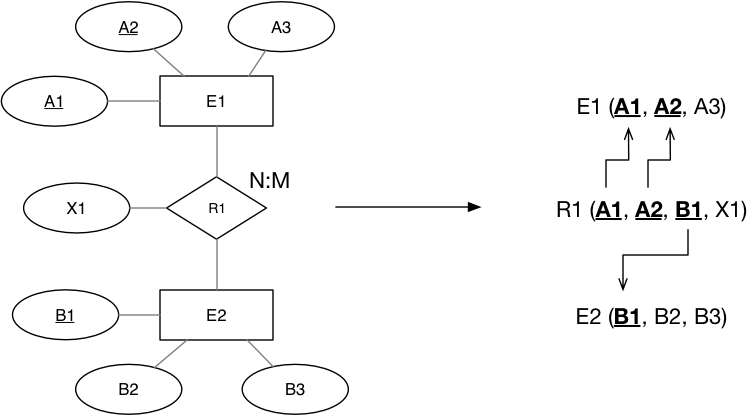 A2
A3
A1
E1
N:M
X1
R1
B1
E2
B2
B3
E1 (A1, A2, A3)
R1 (A1, A2, B1, X1)
E2 (B1, B2, B3)